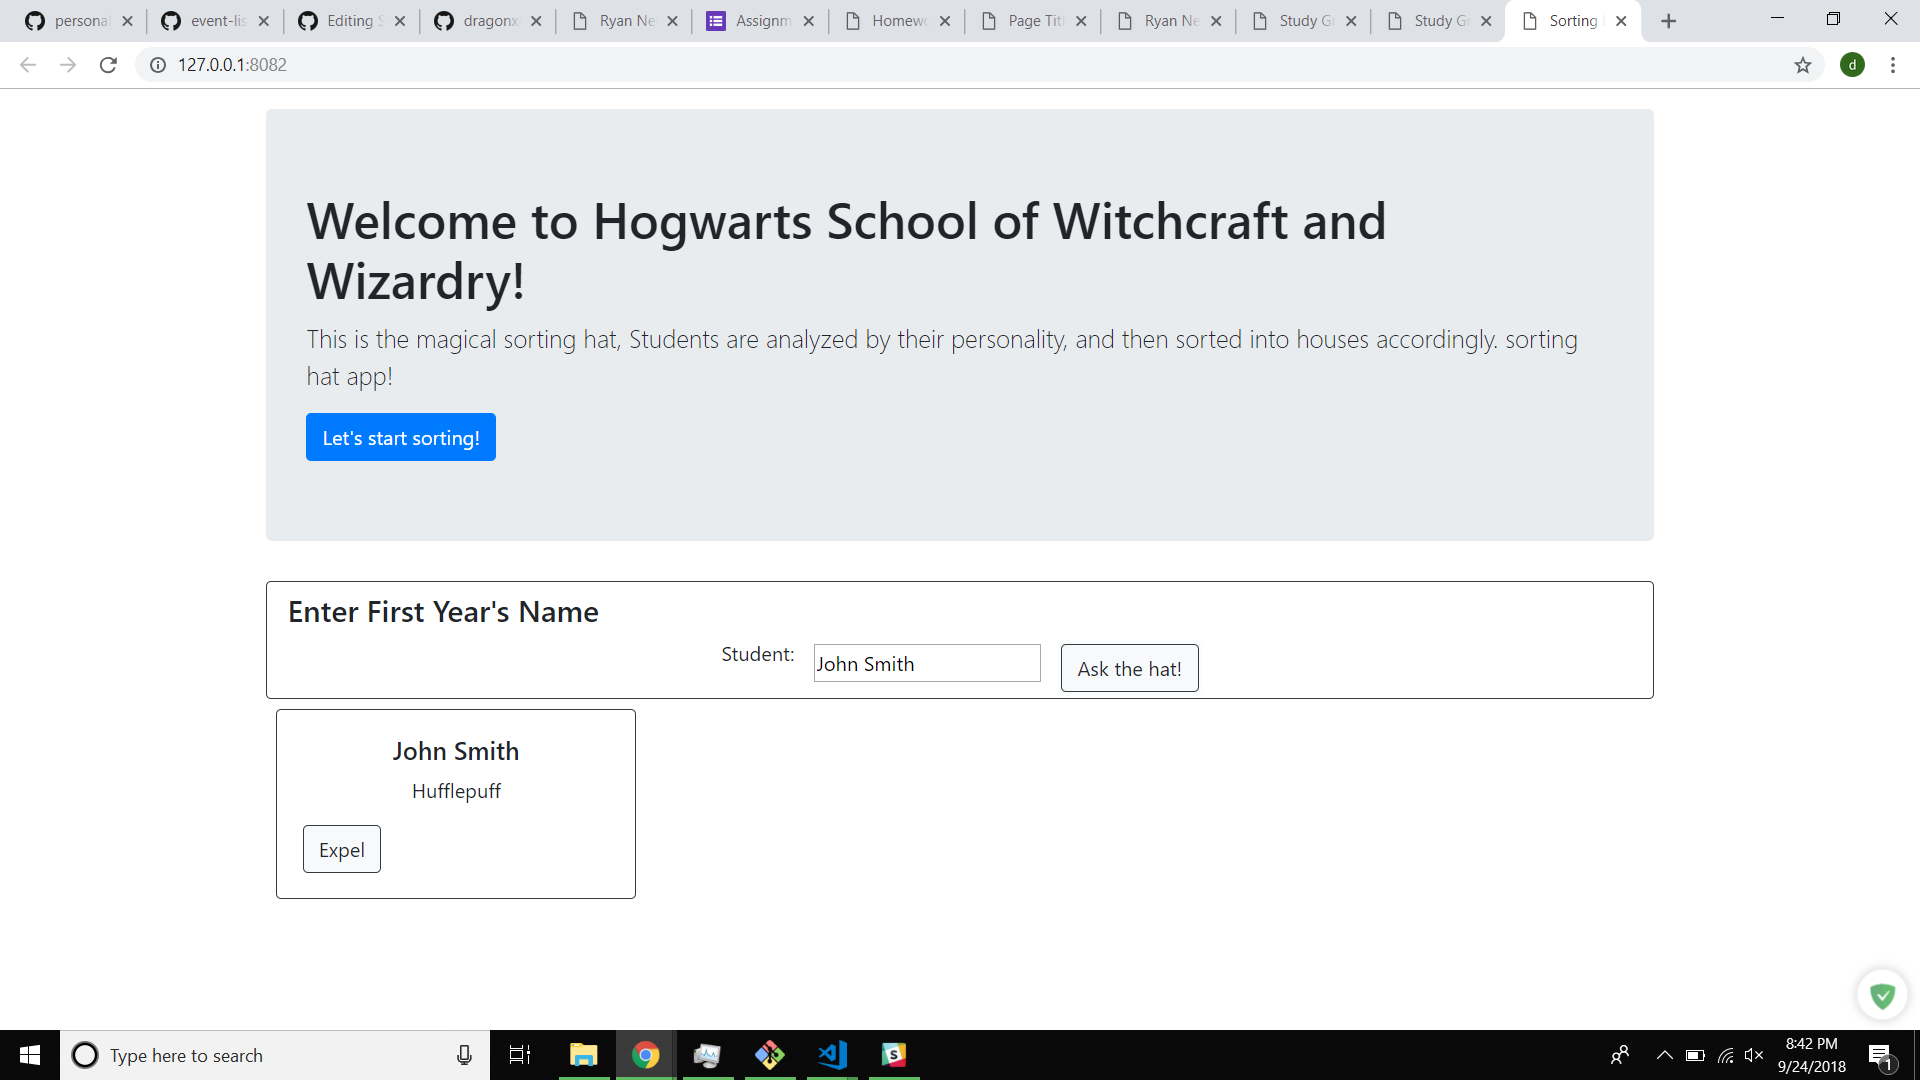 personal
event-lis
Editing S
dragonx
Ryan Ne
Assignm
Homewo
Page Titl
Ryan Ne
Study Gr
Study Gr
Sorting
127.0.0.1:8082
d
Welcome to Hogwarts School of Witchcraft and
Wizardry!
This is the magical sorting hat, Students are analyzed by their personality, and then sorted into houses accordingly. sorting
hat app!
Let's start sorting!
Enter First Year's Name
Student:
John Smith
Ask the hat!
John Smith
Hufflepuff
Expel
Type here to search
S
8:42 PM
9/24/2018
1